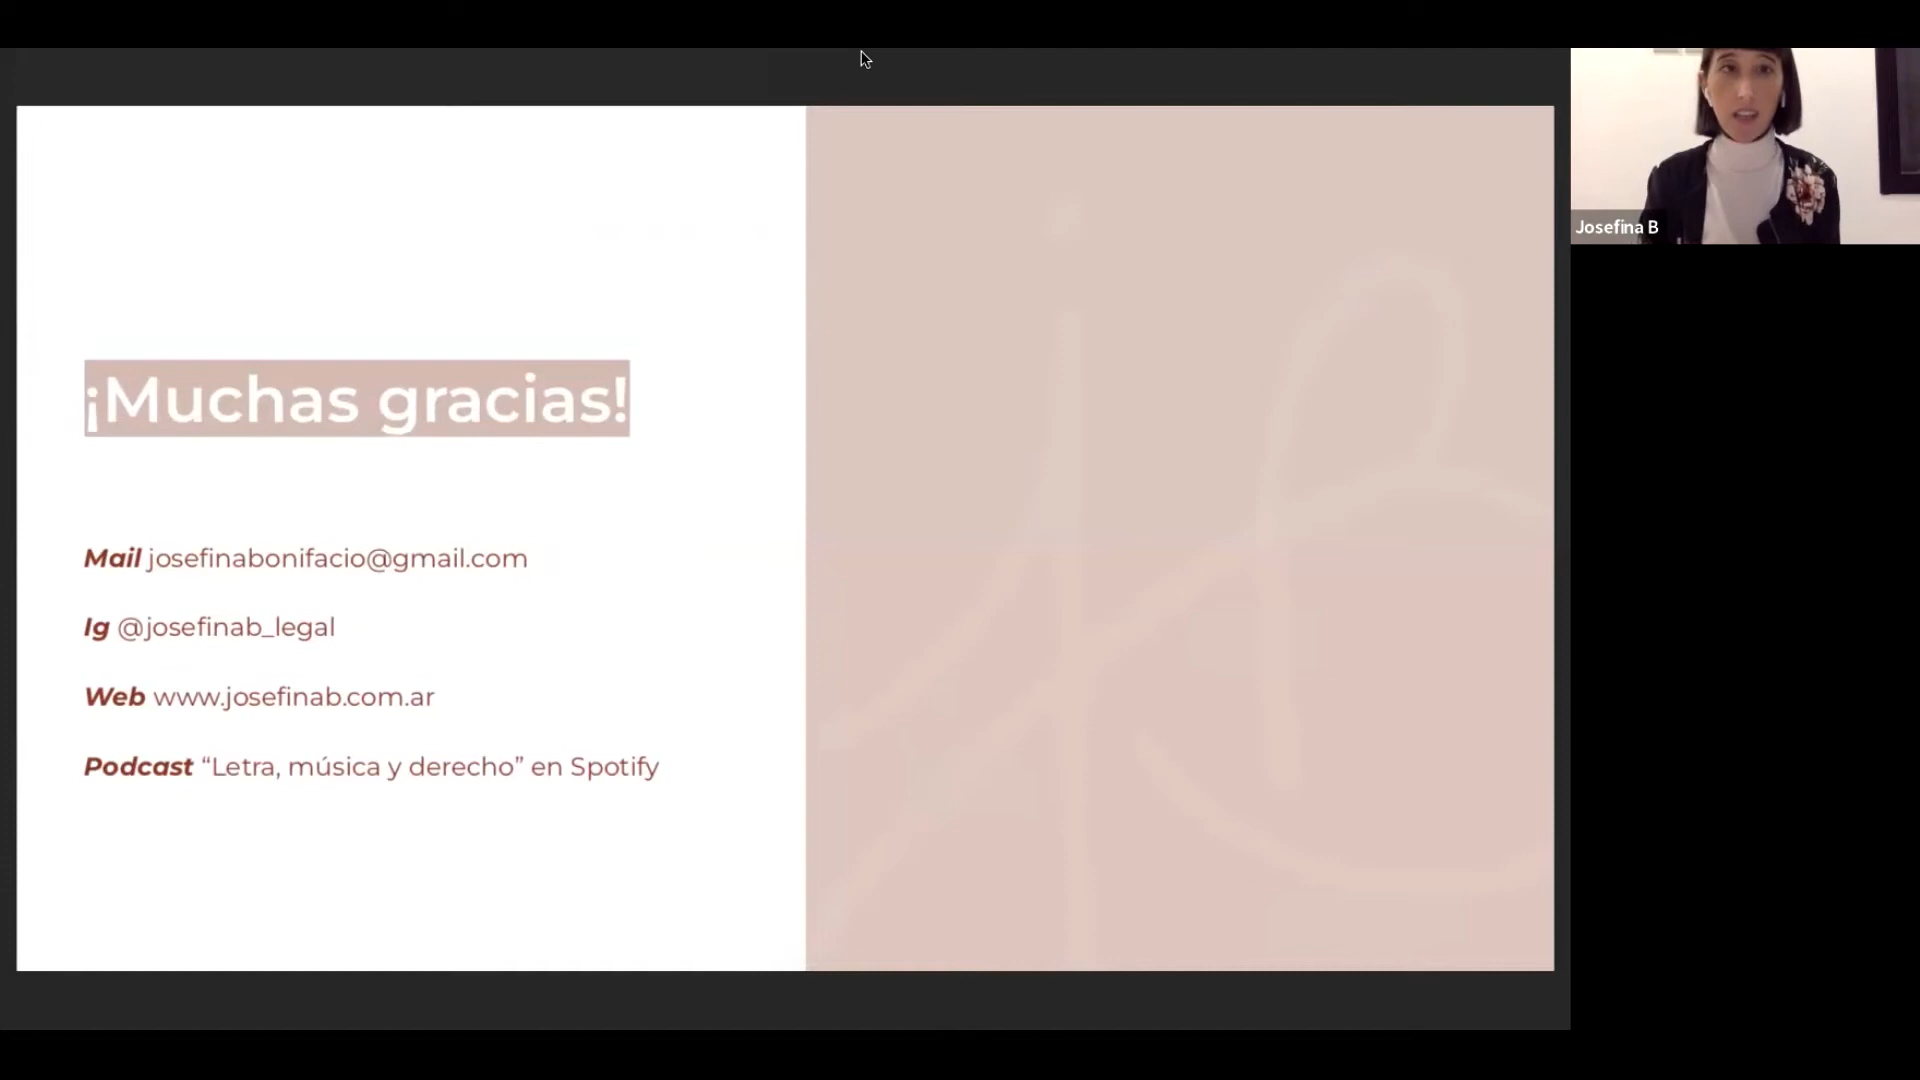 ¡Muchas gracias!
Mail josefinabonifacio@gmail.com
Ig @josefinab_legal
Web www.josefinab.com.ar
Podcast “Letra, música y derecho” en Spotify
Josefina B